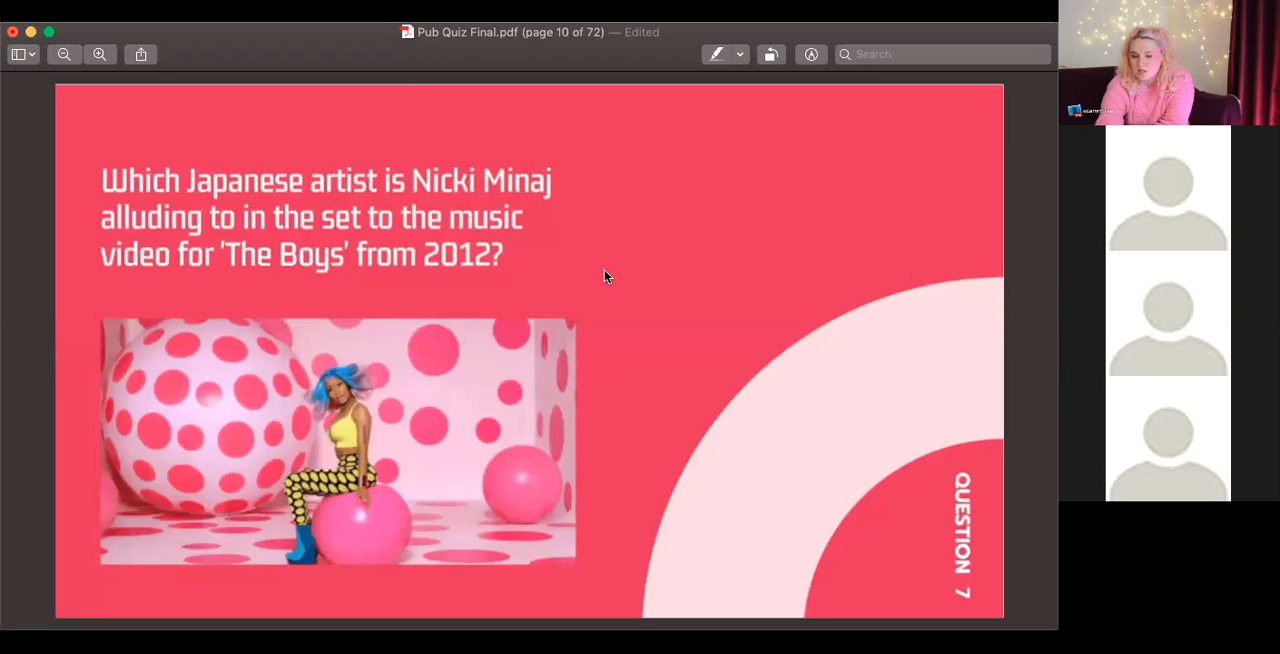 Pub Quiz Final.pdf (page 10 of 72) — Edited
Search
Which Japanese artist is Nicki Minaj
alluding to in the set to the music
video for 'The Boys' from 2012?
QUESTION 7